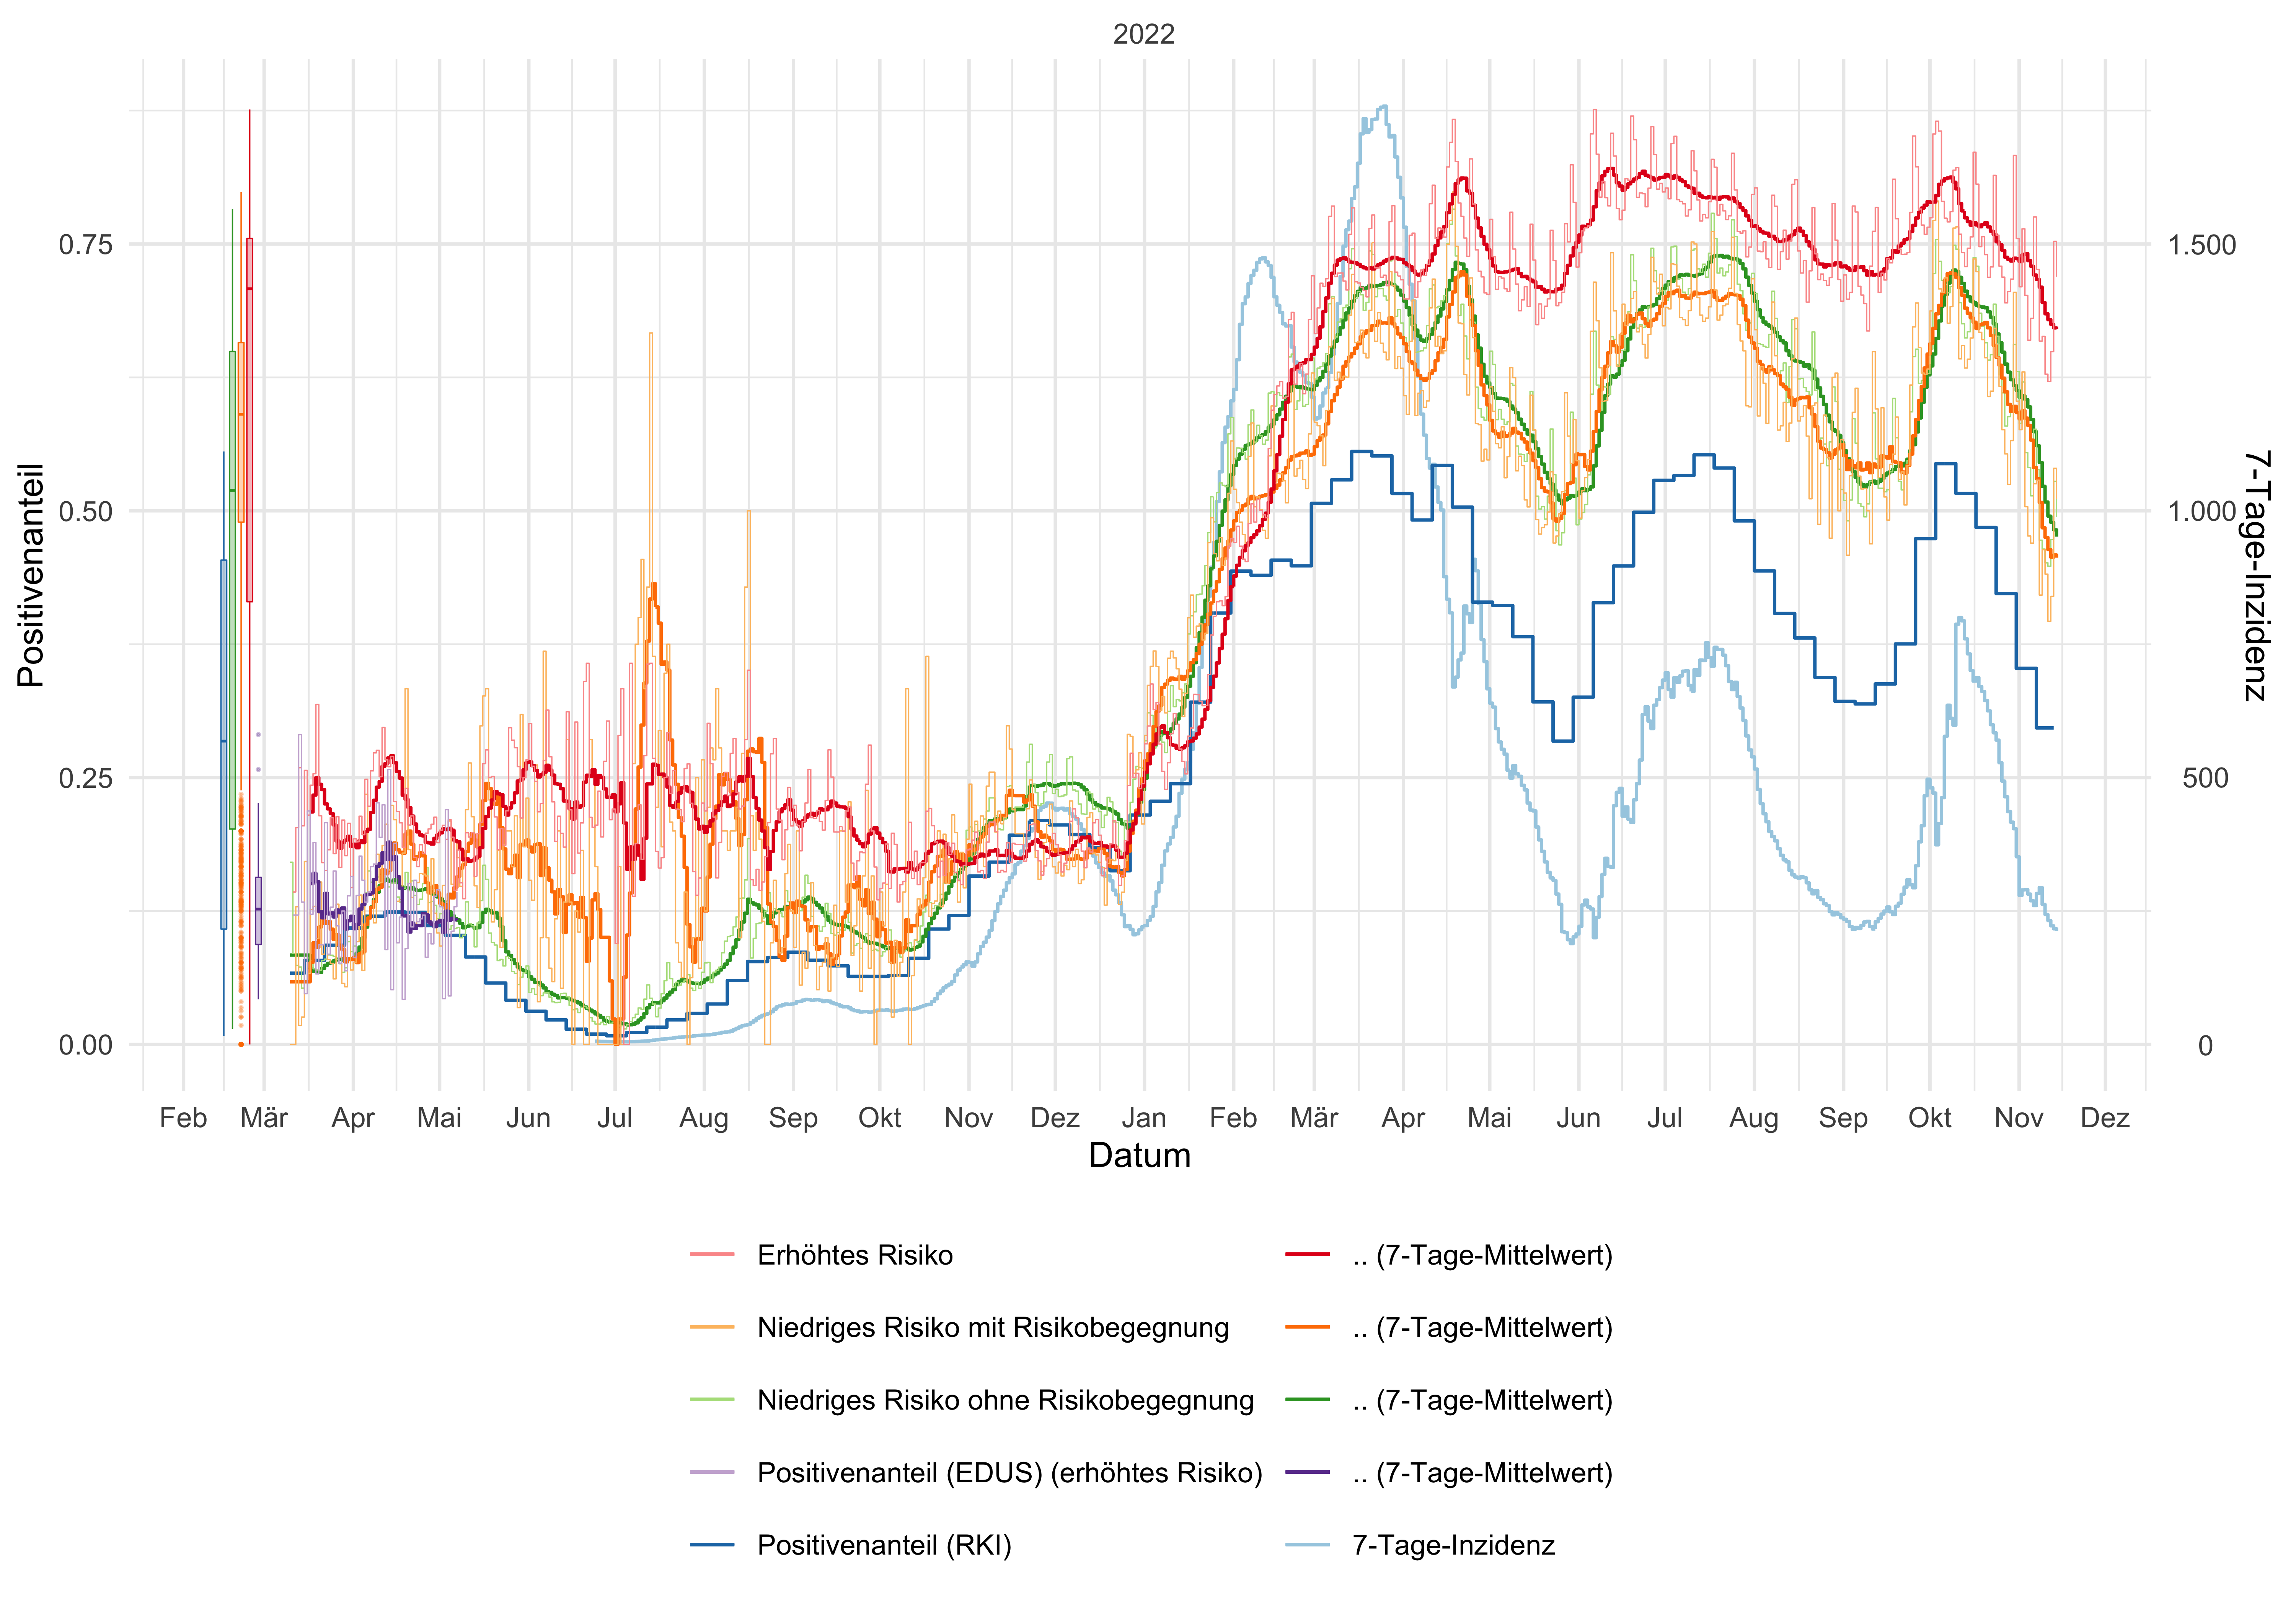 2022
0.75
0.50
0.25
0.00
Positivenanteil
1.500
1.000
500
0
7-Tage-Inzidenz
Feb Mär Apr Mai Jun Jul Aug Sep Okt Nov Dez Jan Feb Mär Apr Mai Jun Jul Aug Sep Okt Nov Dez
Datum
Erhöhtes Risiko .. (7-Tage-Mittelwert)
Niedriges Risiko mit Risikobegegnung .. (7-Tage-Mittelwert)
Niedriges Risiko ohne Risikobegegnung .. (7-Tage-Mittelwert)
Positivenanteil (EDUS) (erhöhtes Risiko) .. (7-Tage-Mittelwert)
Positivenanteil (RKI) 7-Tage-Inzidenz